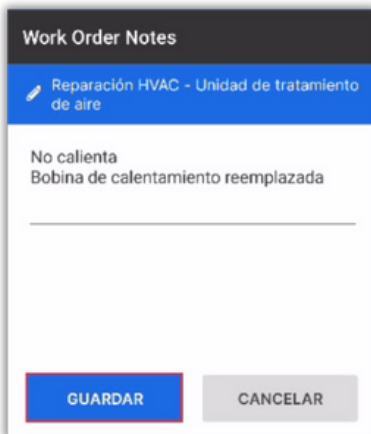 Work Order Notes
Reparación HVAC - Unidad de tratamiento
de aire
No calienta
Bobina de calentamiento reemplazada
GUARDAR
CANCELAR